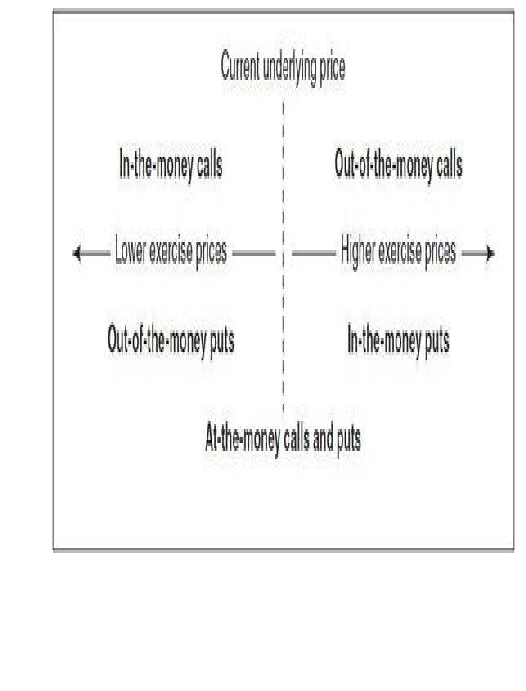 Current underlying price
In-the-money calls
Out-of-the-money calls
Lower exercise prices
Higher exercise prices
Out-of-the-money puts
In-the-money puts
At-the-money calls and puts